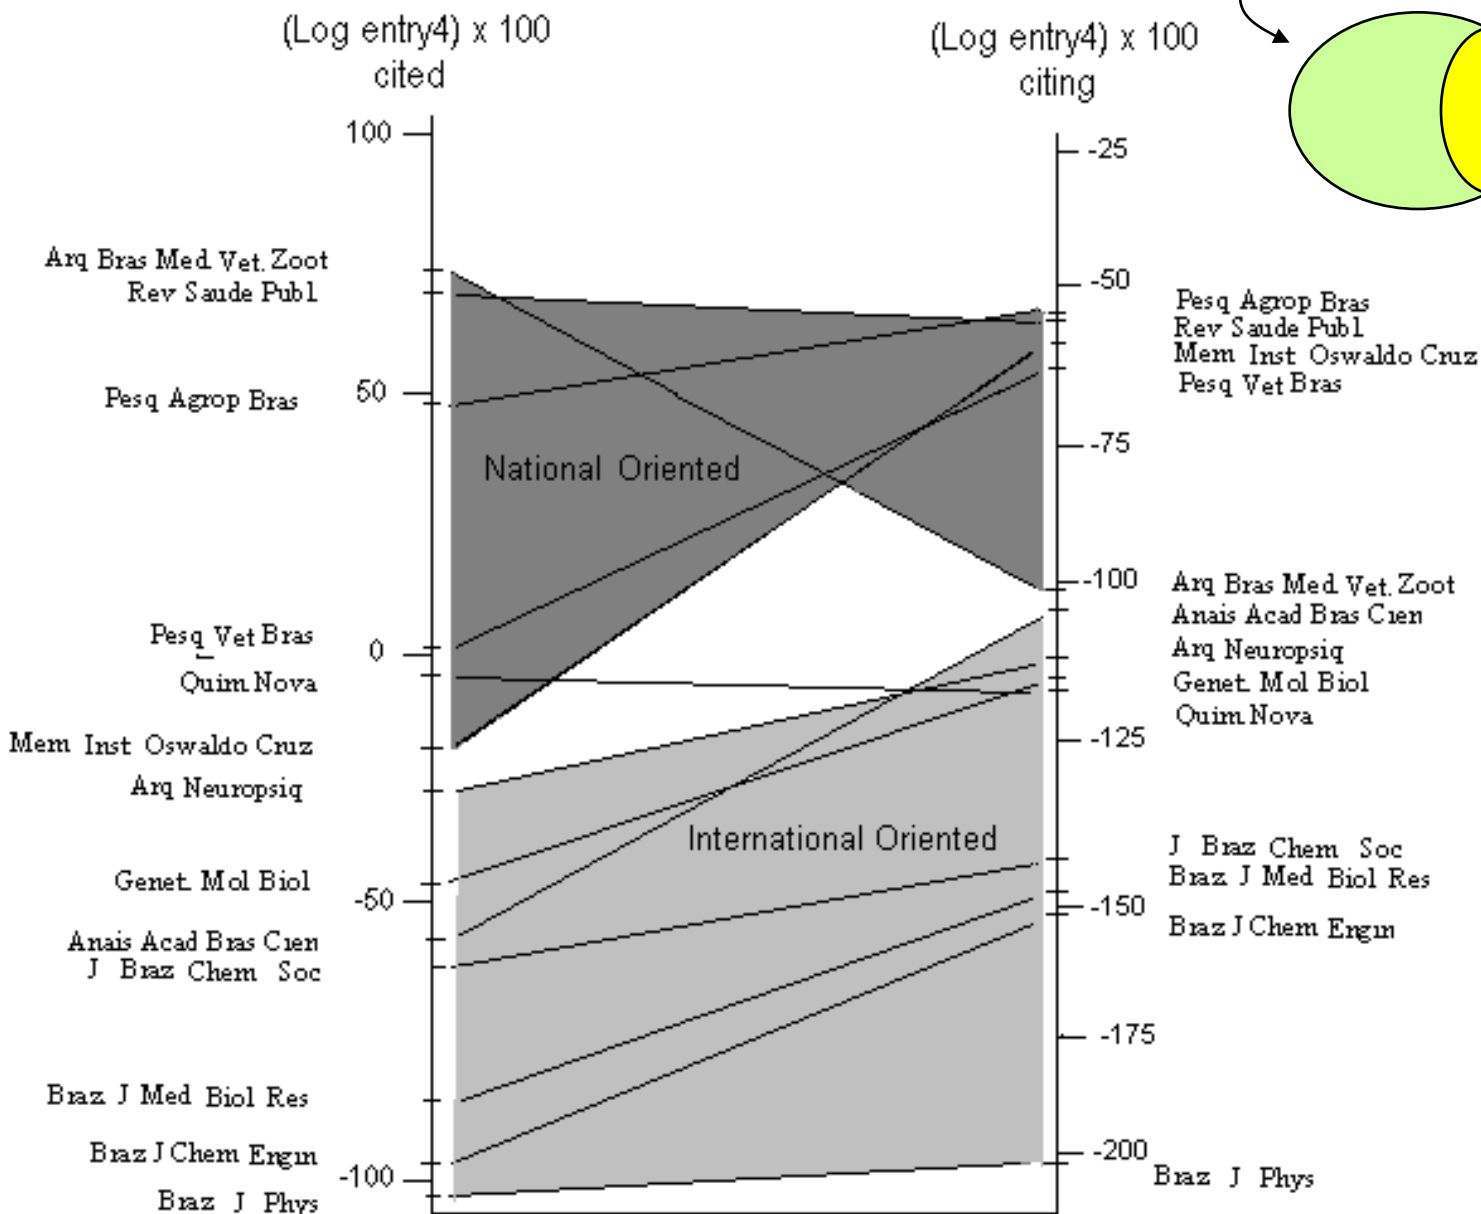 (Log entry4) x 100
cited
(Log entry4) x 100
citing
100
50
0
-50
-100
Arq Bras Med. Vet. Zoot
Rev Saude Publ
Pesq Agrop Bras
Pesq Vet Bras
Quim Nova
Mem Inst Oswaldo Cruz
Arq Neuropsiq
Genet. Mol Biol
Anais Acad Bras Cien
J Braz Chem Soc
Braz J Med Biol Res
Braz J Chem Engin
Braz J Phys
National Oriented
International Oriented
-25
-50
-75
-100
-125
-150
-175
-200
Pesq Agrop Bras
Rev Saude Publ
Mem Inst Oswaldo Cruz
Pesq Vet Bras
Arq Bras Med Vet. Zoot
Anais Acad Bras Cien
Arq Neuropsiq
Genet. Mol Biol
Quim Nova
J Braz Chem Soc
Braz J Med Biol Res
Braz J Chem Engin
Braz J Phys